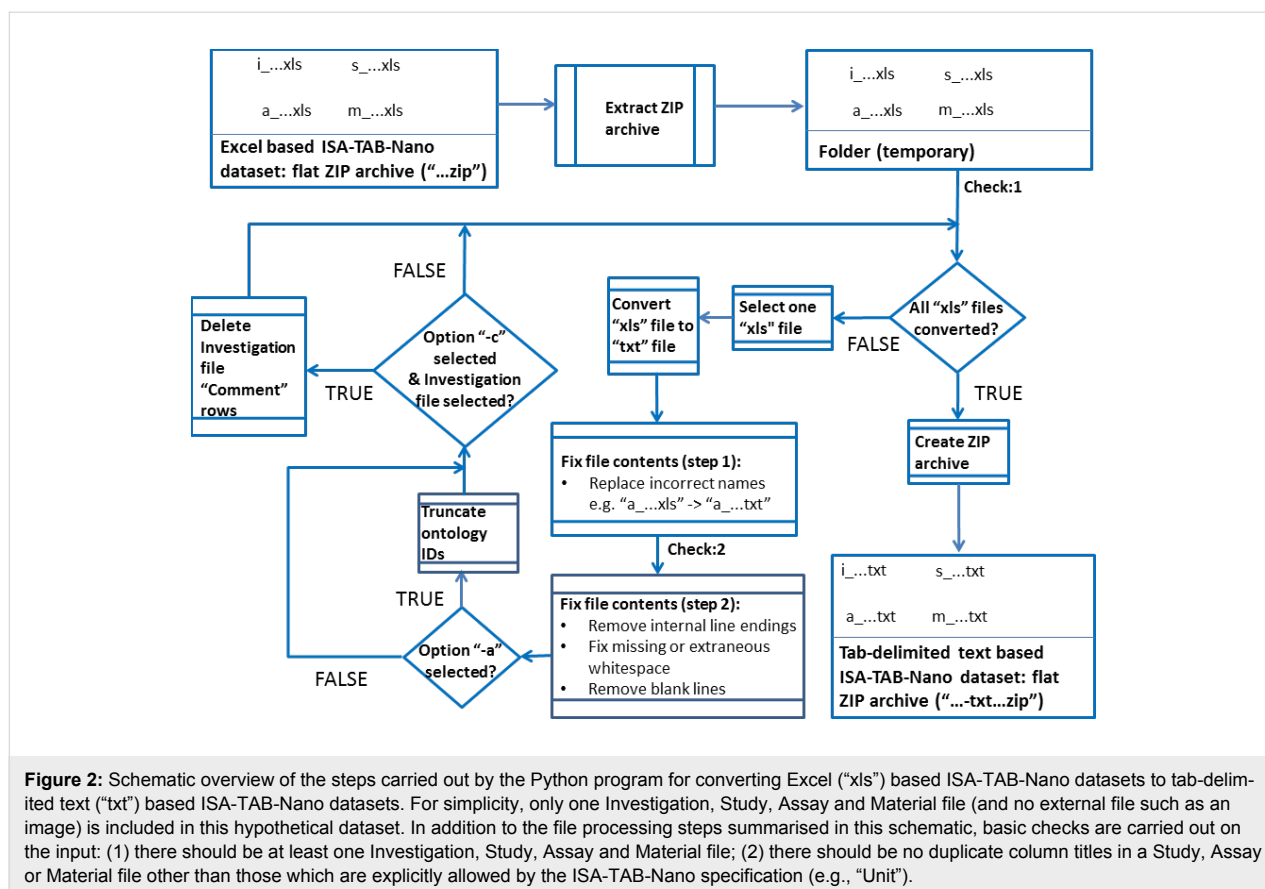 i_...xls s_...xls
a_...xls m_...xls
Excel based ISA-TAB-Nano
dataset: flat ZIP archive (“...zip”)
Extract ZIP
archive
i_...xls s_...xls
a_...xls m_...xls
Folder (temporary)
Check:1
All “xls” files
converted?
FALSE
TRUE
Select one
“xls" file
Convert
“xls” file to
“txt” file
Fix file contents (step 1):
• Replace incorrect names
e.g. “a_...xls” -> “a_...txt”
Check:2
Fix file contents (step 2):
• Remove internal line endings
• Fix missing or extraneous
whitespace
• Remove blank lines
Option “-a”
selected?
FALSE
TRUE
Truncate
ontology
IDs
Option “-c”
selected
& Investigation
file selected?
FALSE
TRUE
Delete
Investigation
file
“Comment”
rows
Create ZIP
archive
i_...txt s_...txt
a_...txt m_...txt
Tab-delimited text based
ISA-TAB-Nano dataset: flat
ZIP archive (“...-txt...zip”)
Figure 2: Schematic overview of the steps carried out by the Python program for converting Excel (“xls”) based ISA-TAB-Nano datasets to tab-delim-
ited text (“txt”) based ISA-TAB-Nano datasets. For simplicity, only one Investigation, Study, Assay and Material file (and no external file such as an
image) is included in this hypothetical dataset. In addition to the file processing steps summarised in this schematic, basic checks are carried out on
the input: (1) there should be at least one Investigation, Study, Assay and Material file; (2) there should be no duplicate column titles in a Study, Assay
or Material file other than those which are explicitly allowed by the ISA-TAB-Nano specification (e.g., “Unit”).